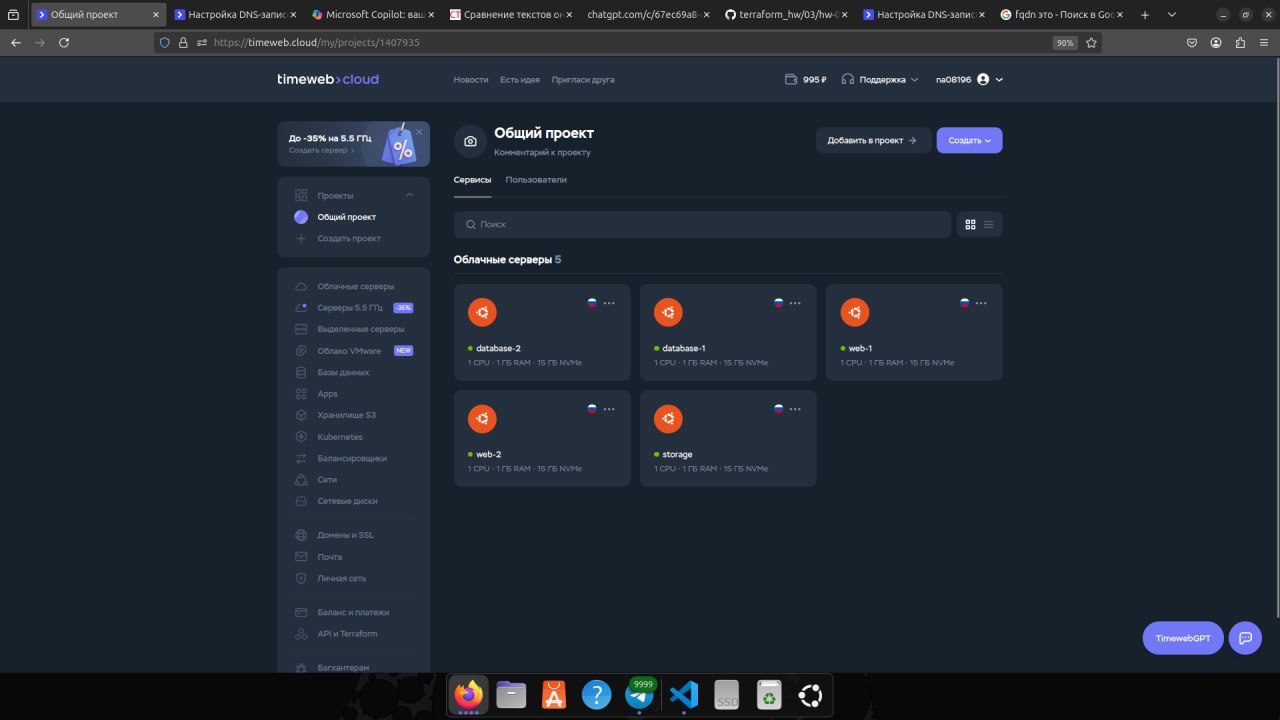 Общий проект
Настройка DNS-запис
Microsoft Copilot: ваш
Сравнение текстов он
chatgpt.com/c/67ec69a8-
terraform_hw/03/hw-0
Настройка DNS-запис
fqdn это - Поиск в Goo
https://timeweb.cloud/my/projects/1407935
90%
timeweb>cloud
Новости
Есть идея
Пригласи друга
995 ₽
Поддержка
na08196
До -35% на 5.5 ГГц
Создать сервер >
Общий проект
Комментарий к проекту
Добавить в проект
Создать
Сервисы
Пользователи
Проекты
Общий проект
Создать проект
Поиск
Облачные серверы 5
Облачные серверы
Серверы 5.5 ГГц
-35%
Выделенные серверы
Облако VMware
NEW
Базы данных
Apps
Хранилище S3
Kubernetes
Балансировщики
Сети
Сетевые диски
Домены и SSL
Почта
Личная сеть
Баланс и платежи
API и Terraform
Багхантерам
database-2
1 CPU · 1 ГБ RAM · 15 ГБ NVMe
database-1
1 CPU · 1 ГБ RAM · 15 ГБ NVMe
web-1
1 CPU · 1 ГБ RAM · 15 ГБ NVMe
web-2
1 CPU · 1 ГБ RAM · 15 ГБ NVMe
storage
1 CPU · 1 ГБ RAM · 15 ГБ NVMe
TimewebGPT
9999
SSD